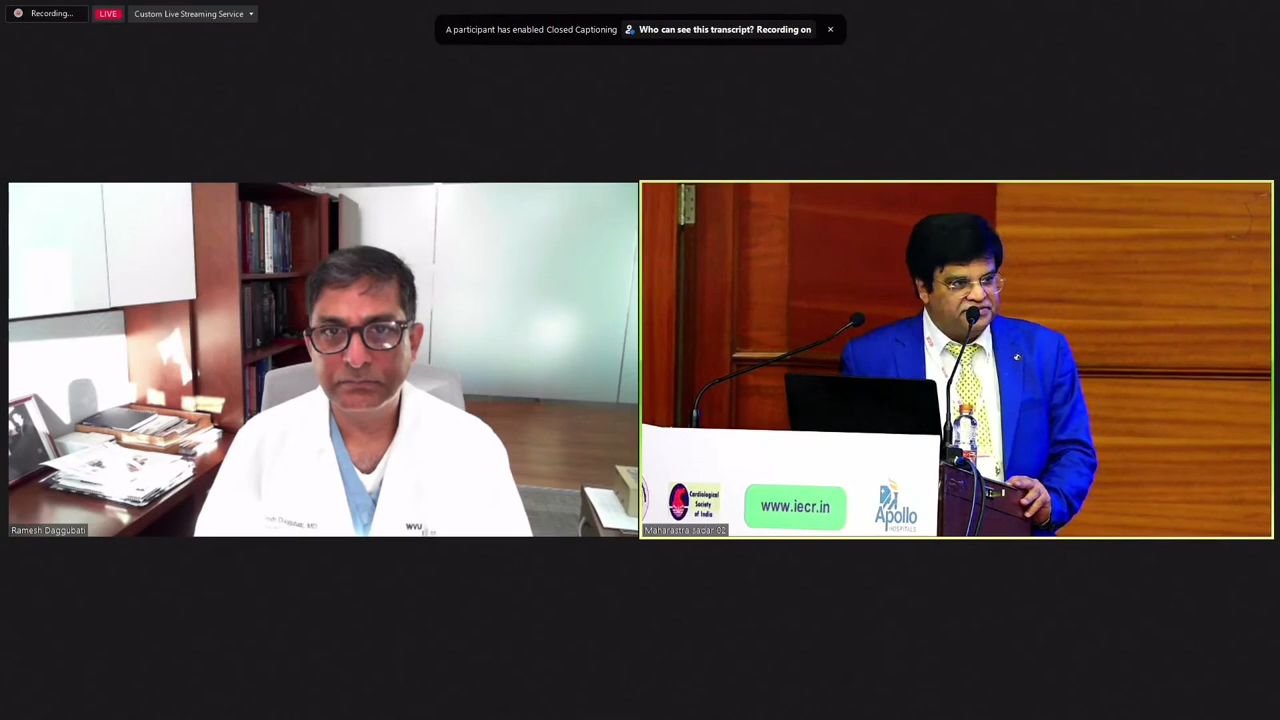 Recording...
LIVE
Custom Live Streaming Service
A participant has enabled Closed Captioning
Who can see this transcript? Recording on
Ramesh Daggubati
WVU
Maharastra sadar 02
Cardiological
Society
of India
www.iecr.in
Apollo
HOSPITALS